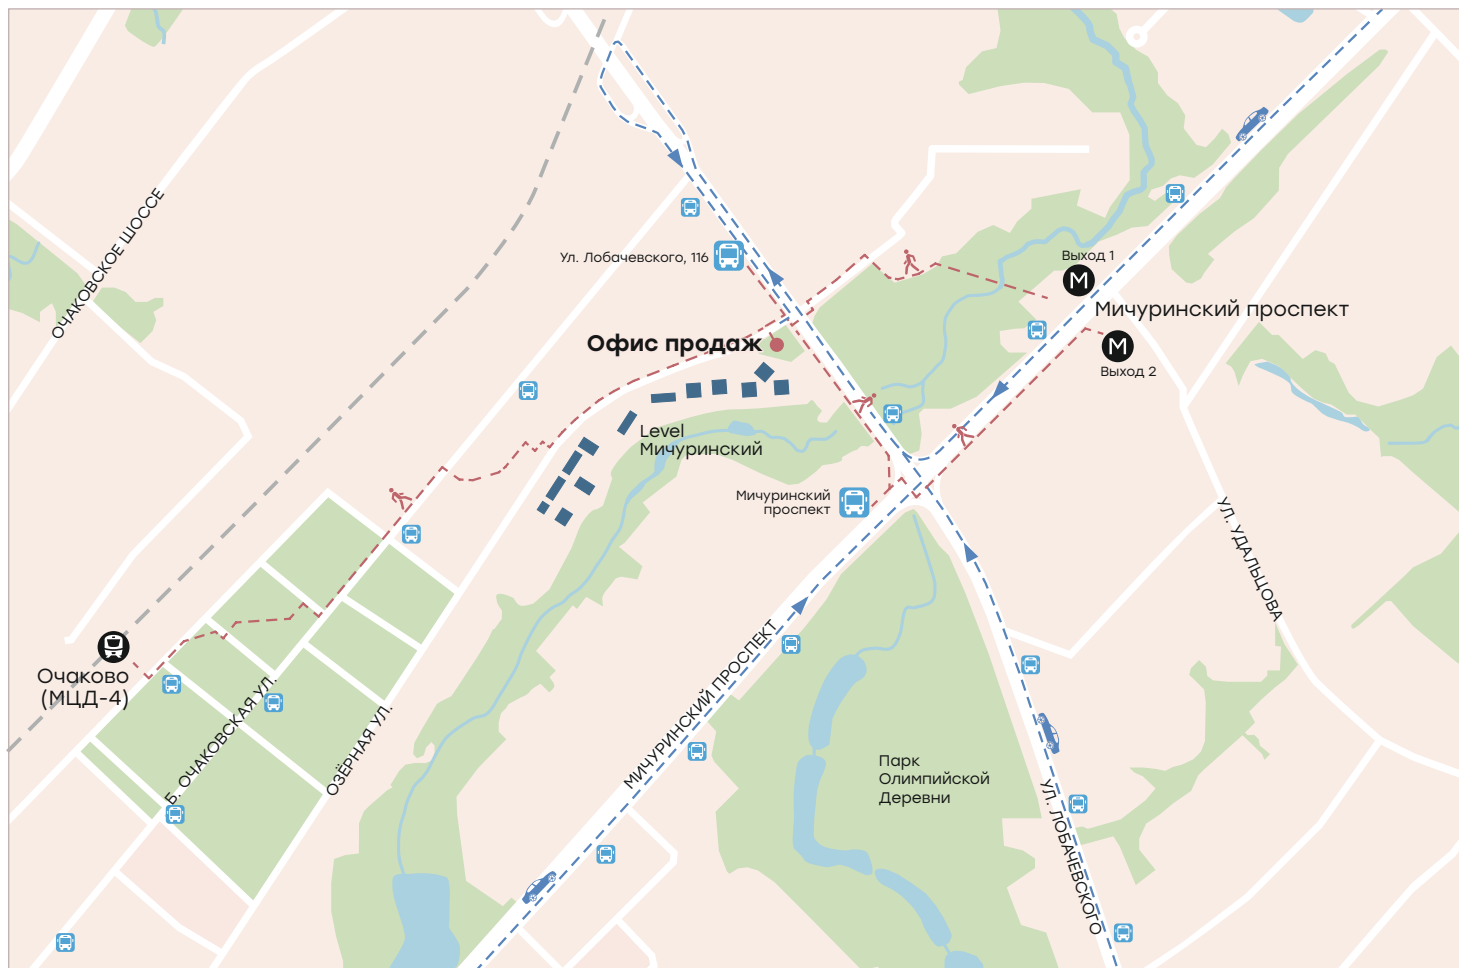 ОЧАКОВСКОЕ ШОССЕ
Ул. Лобачевского, 116
Выход 1
М
Мичуринский проспект
М
Выход 2
Офис продаж
Level
Мичуринский
Мичуринский
проспект
УЛ. УДАЛЬЦОВА
Очаково
(МЦД-4)
Б. ОЧАКОВСКАЯ УЛ.
ОЗЁРНАЯ УЛ.
МИЧУРИНСКИЙ ПРОСПЕКТ
Парк
Олимпийской
Деревни
УЛ. ЛОБАЧЕВСКОГО